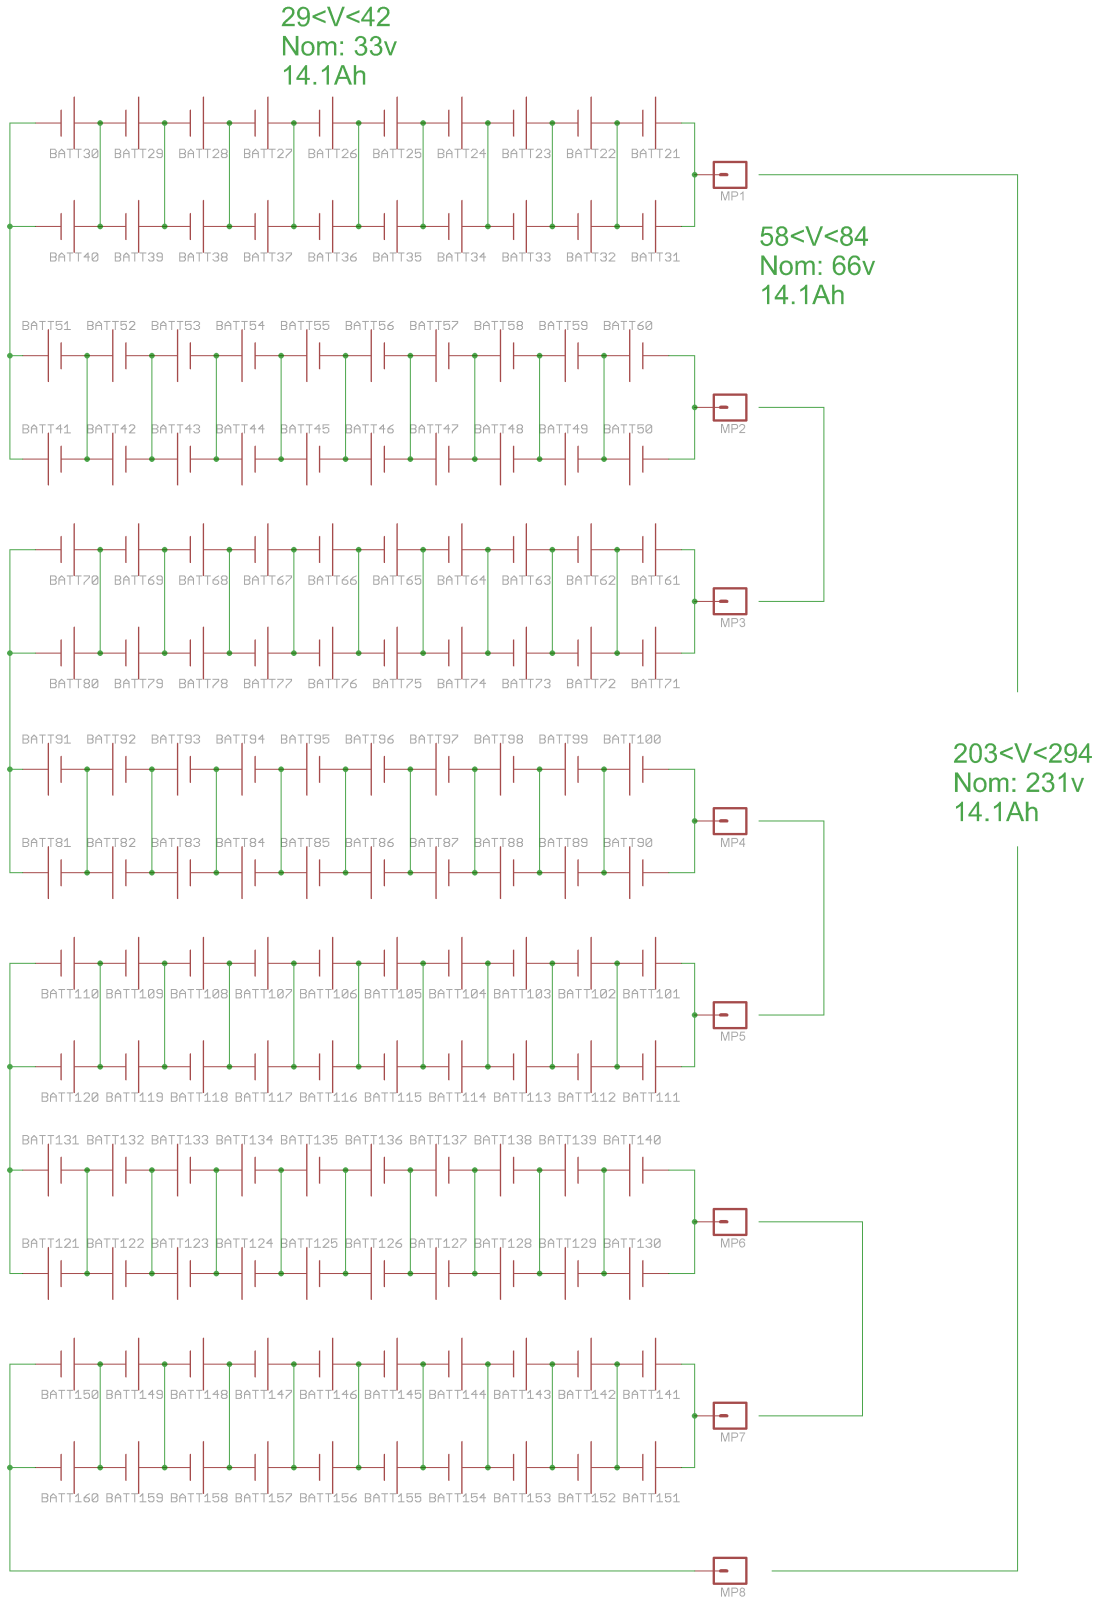 29<V<42
Nom: 33v
14.1Ah
BATT30 BATT29 BATT28 BATT27 BATT26 BATT25 BATT24 BATT23 BATT22 BATT21
MP1
58<V<84
Nom: 66v
14.1Ah
BATT40 BATT39 BATT38 BATT37 BATT36 BATT35 BATT34 BATT33 BATT32 BATT31
BATT51 BATT52 BATT53 BATT54 BATT55 BATT56 BATT57 BATT58 BATT59 BATT60
MP2
BATT41 BATT42 BATT43 BATT44 BATT45 BATT46 BATT47 BATT48 BATT49 BATT50
BATT70 BATT69 BATT68 BATT67 BATT66 BATT65 BATT64 BATT63 BATT62 BATT61
MP3
BATT80 BATT79 BATT78 BATT77 BATT76 BATT75 BATT74 BATT73 BATT72 BATT71
BATT91 BATT92 BATT93 BATT94 BATT95 BATT96 BATT97 BATT98 BATT99 BATT100
203<V<294
Nom: 231v
14.1Ah
MP4
BATT81 BATT82 BATT83 BATT84 BATT85 BATT86 BATT87 BATT88 BATT89 BATT90
BATT110 BATT109 BATT108 BATT107 BATT106 BATT105 BATT104 BATT103 BATT102 BATT101
MP5
BATT120 BATT119 BATT118 BATT117 BATT116 BATT115 BATT114 BATT113 BATT112 BATT111
BATT131 BATT132 BATT133 BATT134 BATT135 BATT136 BATT137 BATT138 BATT139 BATT140
MP6
BATT121 BATT122 BATT123 BATT124 BATT125 BATT126 BATT127 BATT128 BATT129 BATT130
BATT150 BATT149 BATT148 BATT147 BATT146 BATT145 BATT144 BATT143 BATT142 BATT141
MP7
BATT160 BATT159 BATT158 BATT157 BATT156 BATT155 BATT154 BATT153 BATT152 BATT151
MP8